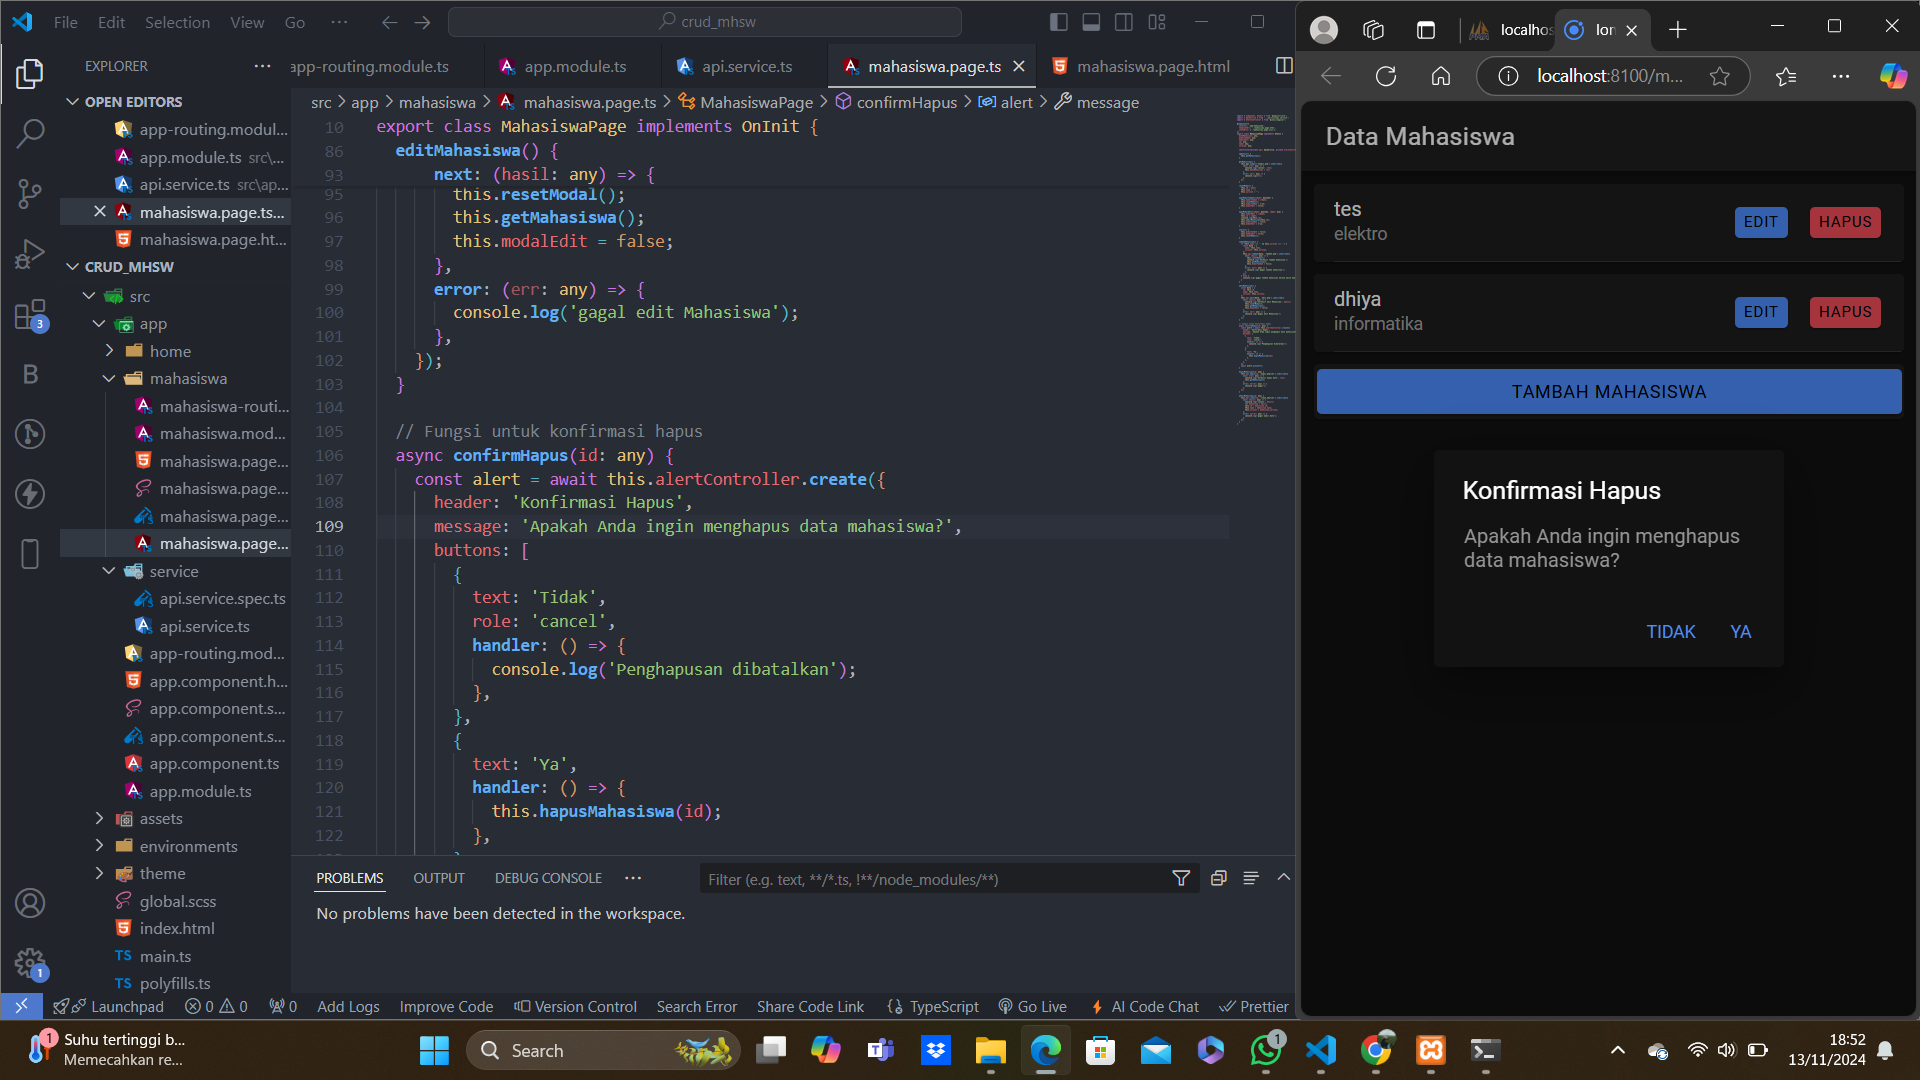 File Edit Selection View Go ··· crud_mhsw
EXPLORER ···
OPEN EDITORS
app-routing.modul...
app.module.ts src\...
api.service.ts src\ap...
mahasiswa.page.ts...
mahasiswa.page.ht...
CRUD_MHSW
src
app
home
mahasiswa
mahasiswa-routi...
mahasiswa.mod...
mahasiswa.page...
mahasiswa.page...
mahasiswa.page...
mahasiswa.page...
service
api.service.spec.ts
api.service.ts
app-routing.mod...
app.component.h...
app.component.s...
app.component.s...
app.component.ts
app.module.ts
assets
environments
theme
global.scss
index.html
TS main.ts
TS polyfills.ts
B
3
1
app-routing.module.ts app.module.ts api.service.ts mahasiswa.page.ts mahasiswa.page.html
src > app > mahasiswa > mahasiswa.page.ts > MahasiswaPage > confirmHapus > alert > message
10 export class MahasiswaPage implements OnInit {
86 editMahasiswa() {
93 next: (hasil: any) => {
95 this.resetModal();
96 this.getMahasiswa();
97 this.modalEdit = false;
98 },
99 error: (err: any) => {
100 console.log('gagal edit Mahasiswa');
101 },
102 });
103 }
104
105 // Fungsi untuk konfirmasi hapus
106 async confirmHapus(id: any) {
107 const alert = await this.alertController.create({
108 header: 'Konfirmasi Hapus',
109 message: 'Apakah Anda ingin menghapus data mahasiswa?',
110 buttons: [
111 {
112 text: 'Tidak',
113 role: 'cancel',
114 handler: () => {
115 console.log('Penghapusan dibatalkan');
116 },
117 },
118 {
119 text: 'Ya',
120 handler: () => {
121 this.hapusMahasiswa(id);
122 },
PROBLEMS OUTPUT DEBUG CONSOLE ··· Filter (e.g. text, **/*.ts, !**/node_modules/**)
No problems have been detected in the workspace.
Launchpad 0 0 0 Add Logs Improve Code Version Control Search Error Share Code Link {} TypeScript Go Live AI Code Chat Prettier
localhos Ion
localhost:8100/m...
Data Mahasiswa
tes
elektro
EDIT HAPUS
dhiya
informatika
EDIT HAPUS
TAMBAH MAHASISWA
Konfirmasi Hapus
Apakah Anda ingin menghapus
data mahasiswa?
TIDAK YA
1
Suhu tertinggi b...
Memecahkan re...
Search
1
18:52
13/11/2024